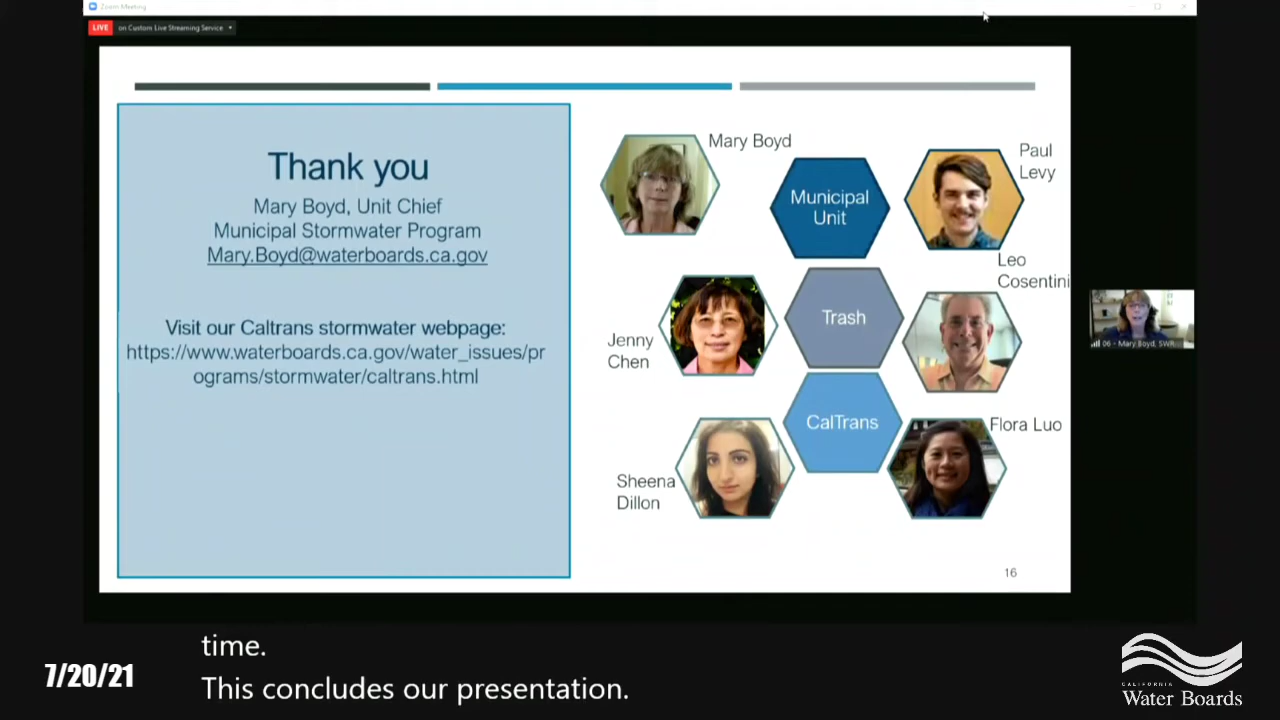 Zoom Meeting
LIVE on Custom Live Streaming Service
Thank you
Mary Boyd, Unit Chief
Municipal Stormwater Program
Mary.Boyd@waterboards.ca.gov
Visit our Caltrans stormwater webpage:
https://www.waterboards.ca.gov/water_issues/pr
ograms/stormwater/caltrans.html
Mary Boyd
Municipal
Unit
Paul
Levy
Jenny
Chen
Trash
Leo
Cosentini
Sheena
Dillon
CalTrans
Flora Luo
16
06 - Mary Boyd, SWR
time.
This concludes our presentation.
7/20/21
CALIFORNIA
Water Boards